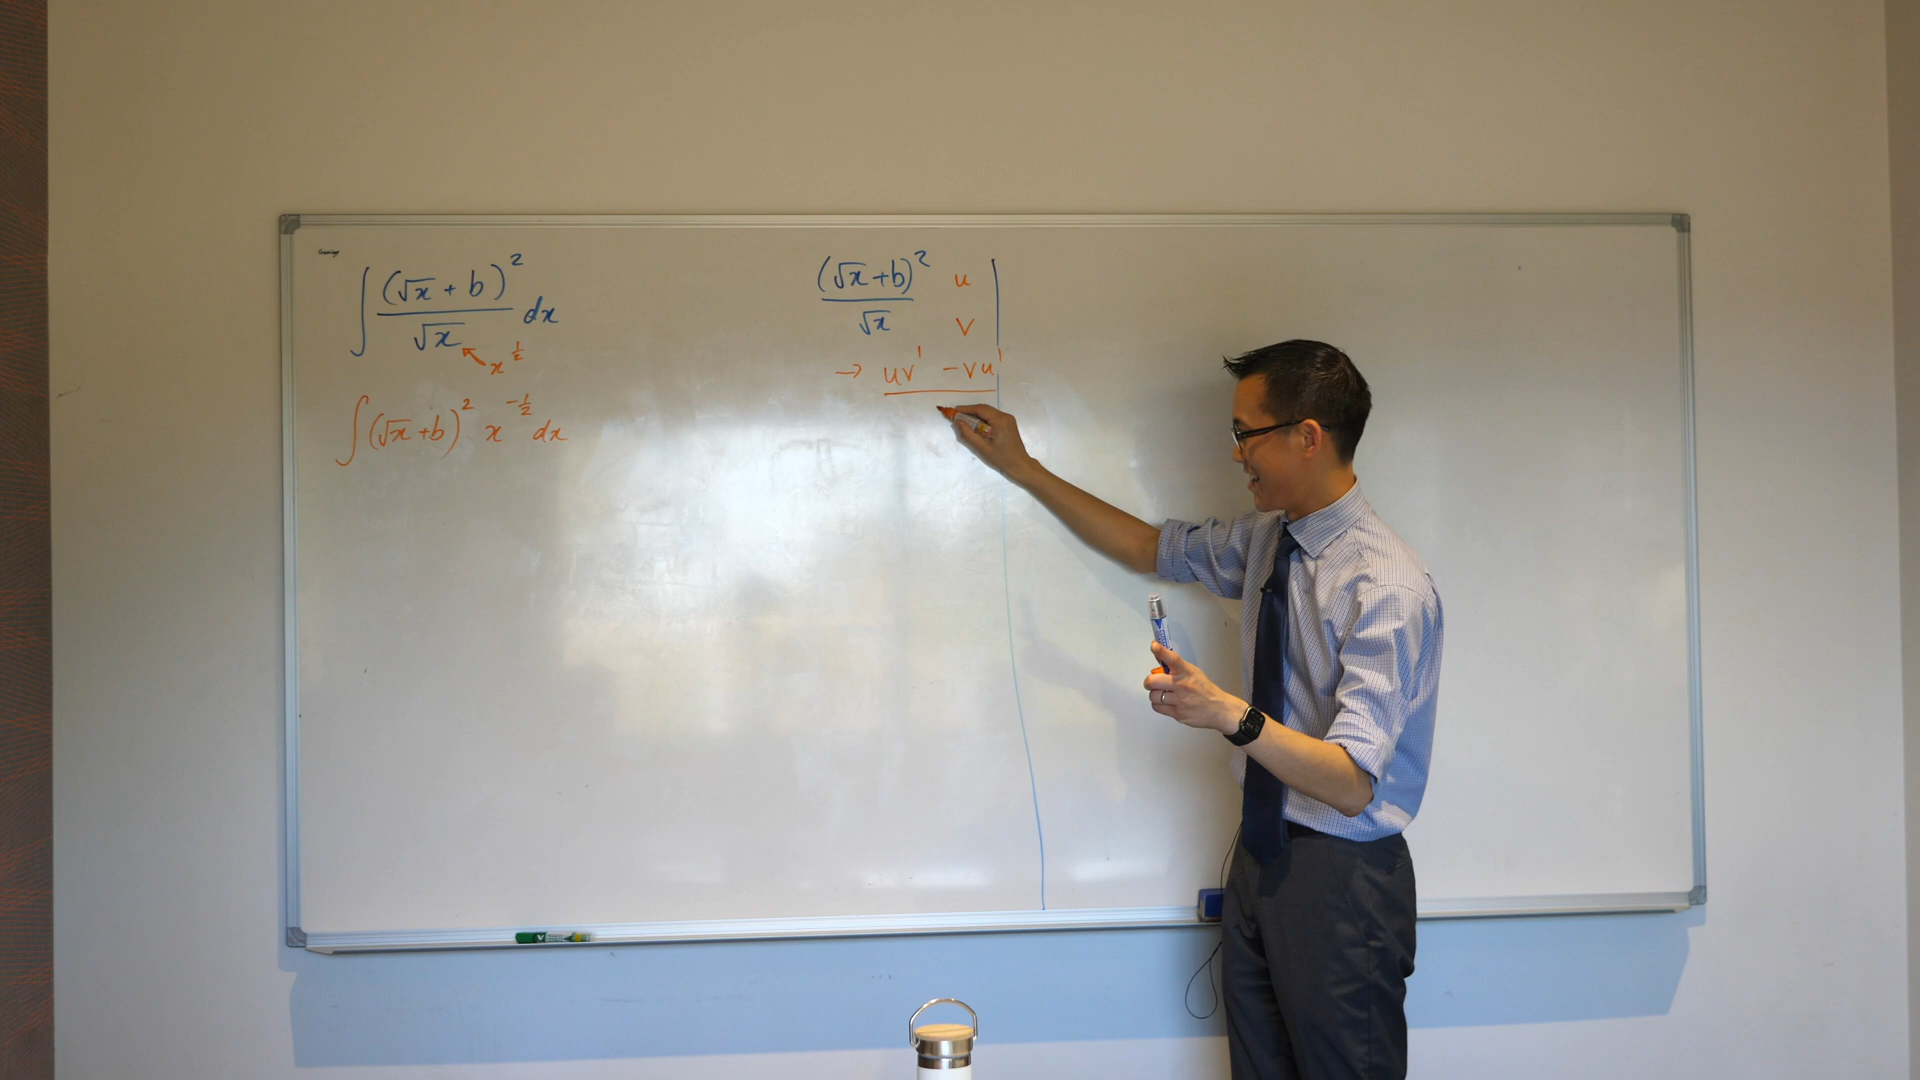 ∫ (√x + b)² / √x dx
x^½
∫ (√x + b)² x^-½ dx
(√x + b)² / √x u v
→ uv' - vu'